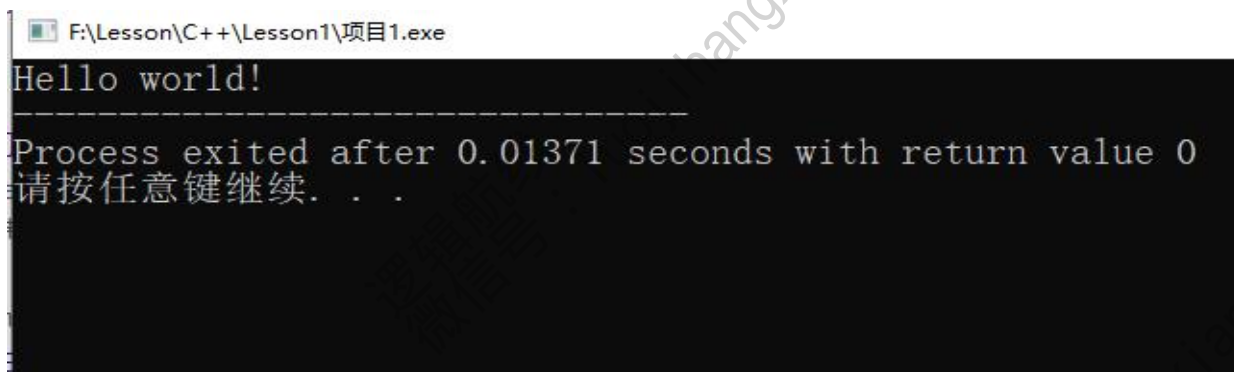 F:\Lesson\C++\Lesson1\项目1.exe
Hello world!
--------------------------------
Process exited after 0.01371 seconds with return value 0
请按任意键继续. . .